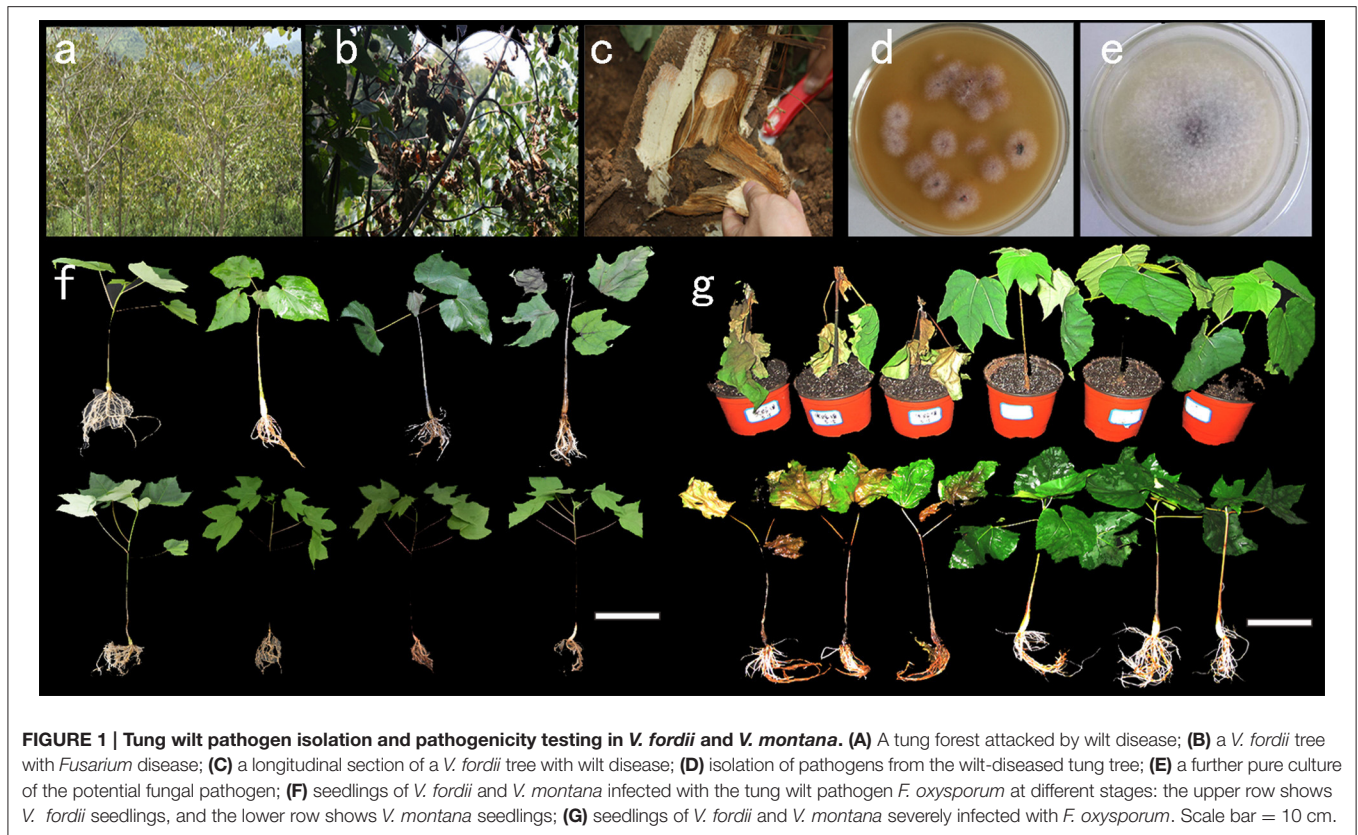 a
b
c
d
e
f
g
FIGURE 1 | Tung wilt pathogen isolation and pathogenicity testing in V. fordii and V. montana. (A) A tung forest attacked by wilt disease; (B) a V. fordii tree
with Fusarium disease; (C) a longitudinal section of a V. fordii tree with wilt disease; (D) isolation of pathogens from the wilt-diseased tung tree; (E) a further pure culture
of the potential fungal pathogen; (F) seedlings of V. fordii and V. montana infected with the tung wilt pathogen F. oxysporum at different stages: the upper row shows
V. fordii seedlings, and the lower row shows V. montana seedlings; (G) seedlings of V. fordii and V. montana severely infected with F. oxysporum. Scale bar = 10 cm.